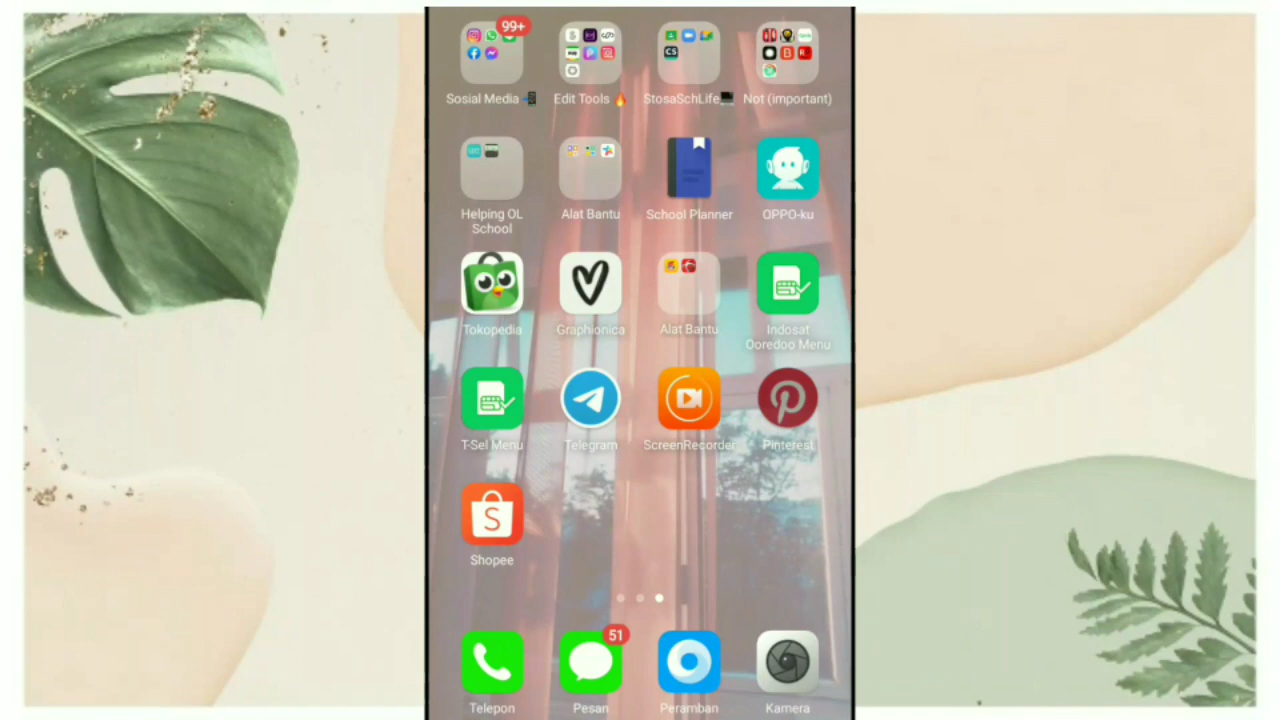 99+
Sosial Media 📲
Edit Tools 🔥
StosaSchLife💻
Not (important)
Helping OL
School
Alat Bantu
School Planner
OPPO-ku
Tokopedia
Graphionica
Alat Bantu
Indosat
Ooredoo Menu
T-Sel Menu
Telegram
ScreenRecorder
Pinterest
Shopee
51
Telepon
Pesan
Peramban
Kamera